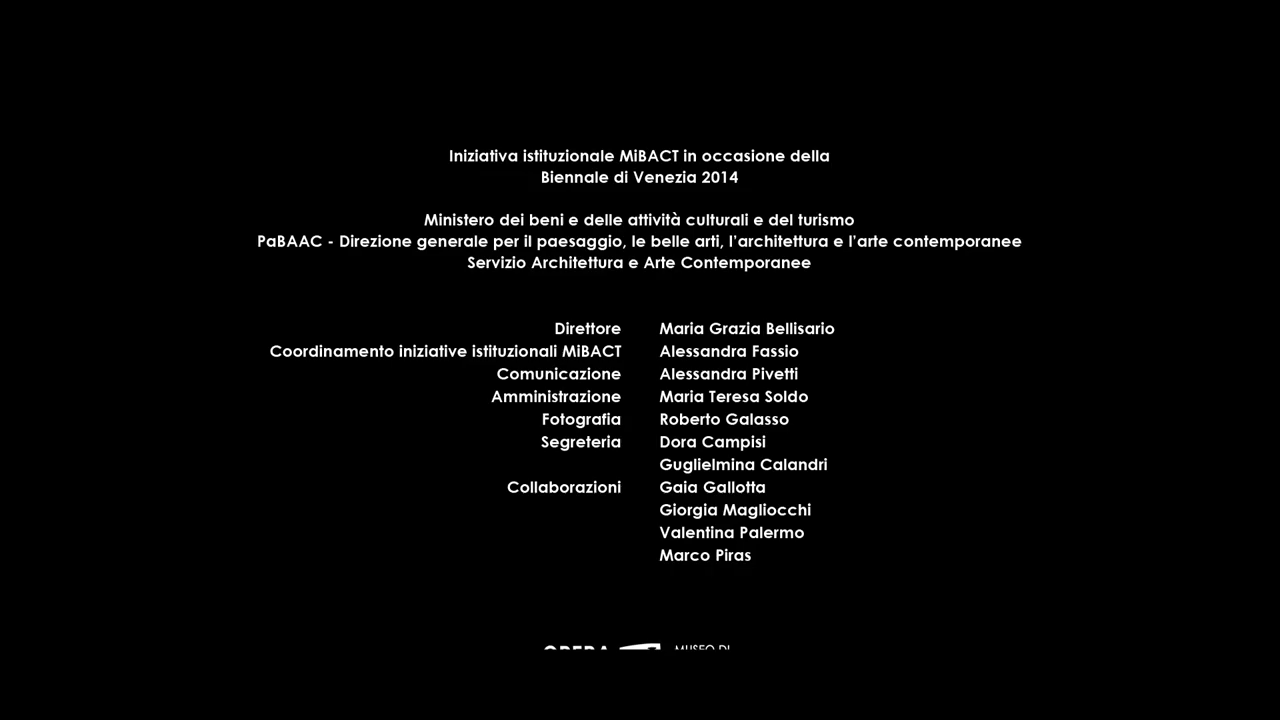 Iniziativa istituzionale MiBACT in occasione della
Biennale di Venezia 2014
Ministero dei beni e delle attività culturali e del turismo
PaBAAC - Direzione generale per il paesaggio, le belle arti, l'architettura e l'arte contemporanee
Servizio Architettura e Arte Contemporanee
Direttore Maria Grazia Bellisario
Coordinamento iniziative istituzionali MiBACT Alessandra Fassio
Comunicazione Alessandra Pivetti
Amministrazione Maria Teresa Soldo
Fotografia Roberto Galasso
Segreteria Dora Campisi
Guglielmina Calandri
Collaborazioni Gaia Gallotta
Giorgia Magliocchi
Valentina Palermo
Marco Piras
OPERA MUSEO DI